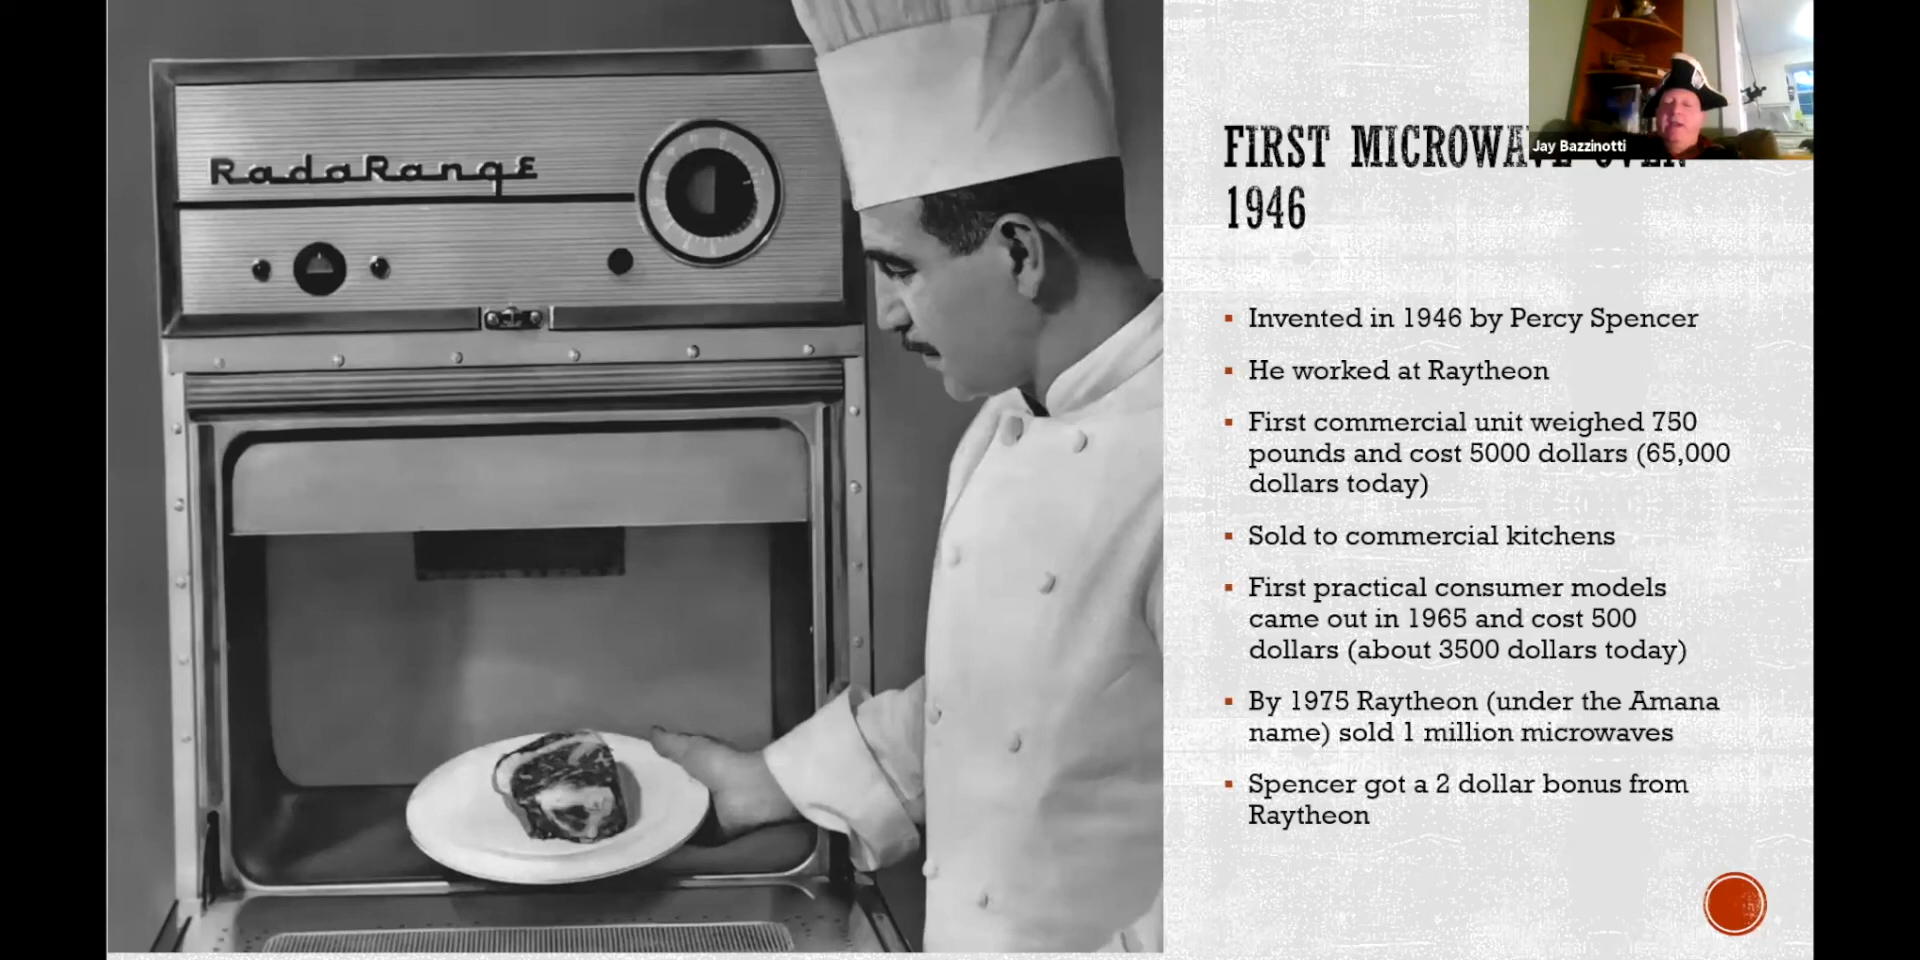 RadaRange
Jay Bazzinotti
FIRST MICROWAVE OVEN
1946
Invented in 1946 by Percy Spencer
He worked at Raytheon
First commercial unit weighed 750
pounds and cost 5000 dollars (65,000
dollars today)
Sold to commercial kitchens
First practical consumer models
came out in 1965 and cost 500
dollars (about 3500 dollars today)
By 1975 Raytheon (under the Amana
name) sold 1 million microwaves
Spencer got a 2 dollar bonus from
Raytheon